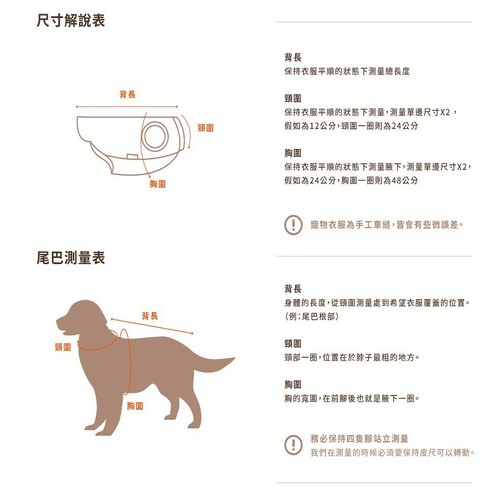 尺寸解說表
背長
頸圍
胸圍
背長
保持衣服平順的狀態下測量總長度
頸圍
保持衣服平順的狀態下測量,測量單邊尺寸X2，
假如為12公分,頸圍一圈則為24公分
胸圍
保持衣服平順的狀態下測量腋下,測量單邊尺寸X2，
假如為24公分,胸圍一圈則為48公分
寵物衣服為手工車縫,皆會有些微誤差。
尾巴測量表
背長
頸圍
胸圍
背長
身體的長度,從頸圍測量處到希望衣服覆蓋的位置。
(例:尾巴根部)
頸圍
頸部一圈,位置在於脖子最粗的地方。
胸圍
胸的寬圍,在前腳後也就是腋下一圈。
務必保持四隻腳站立測量
我們在測量的時候必須要保持皮尺可以轉動。